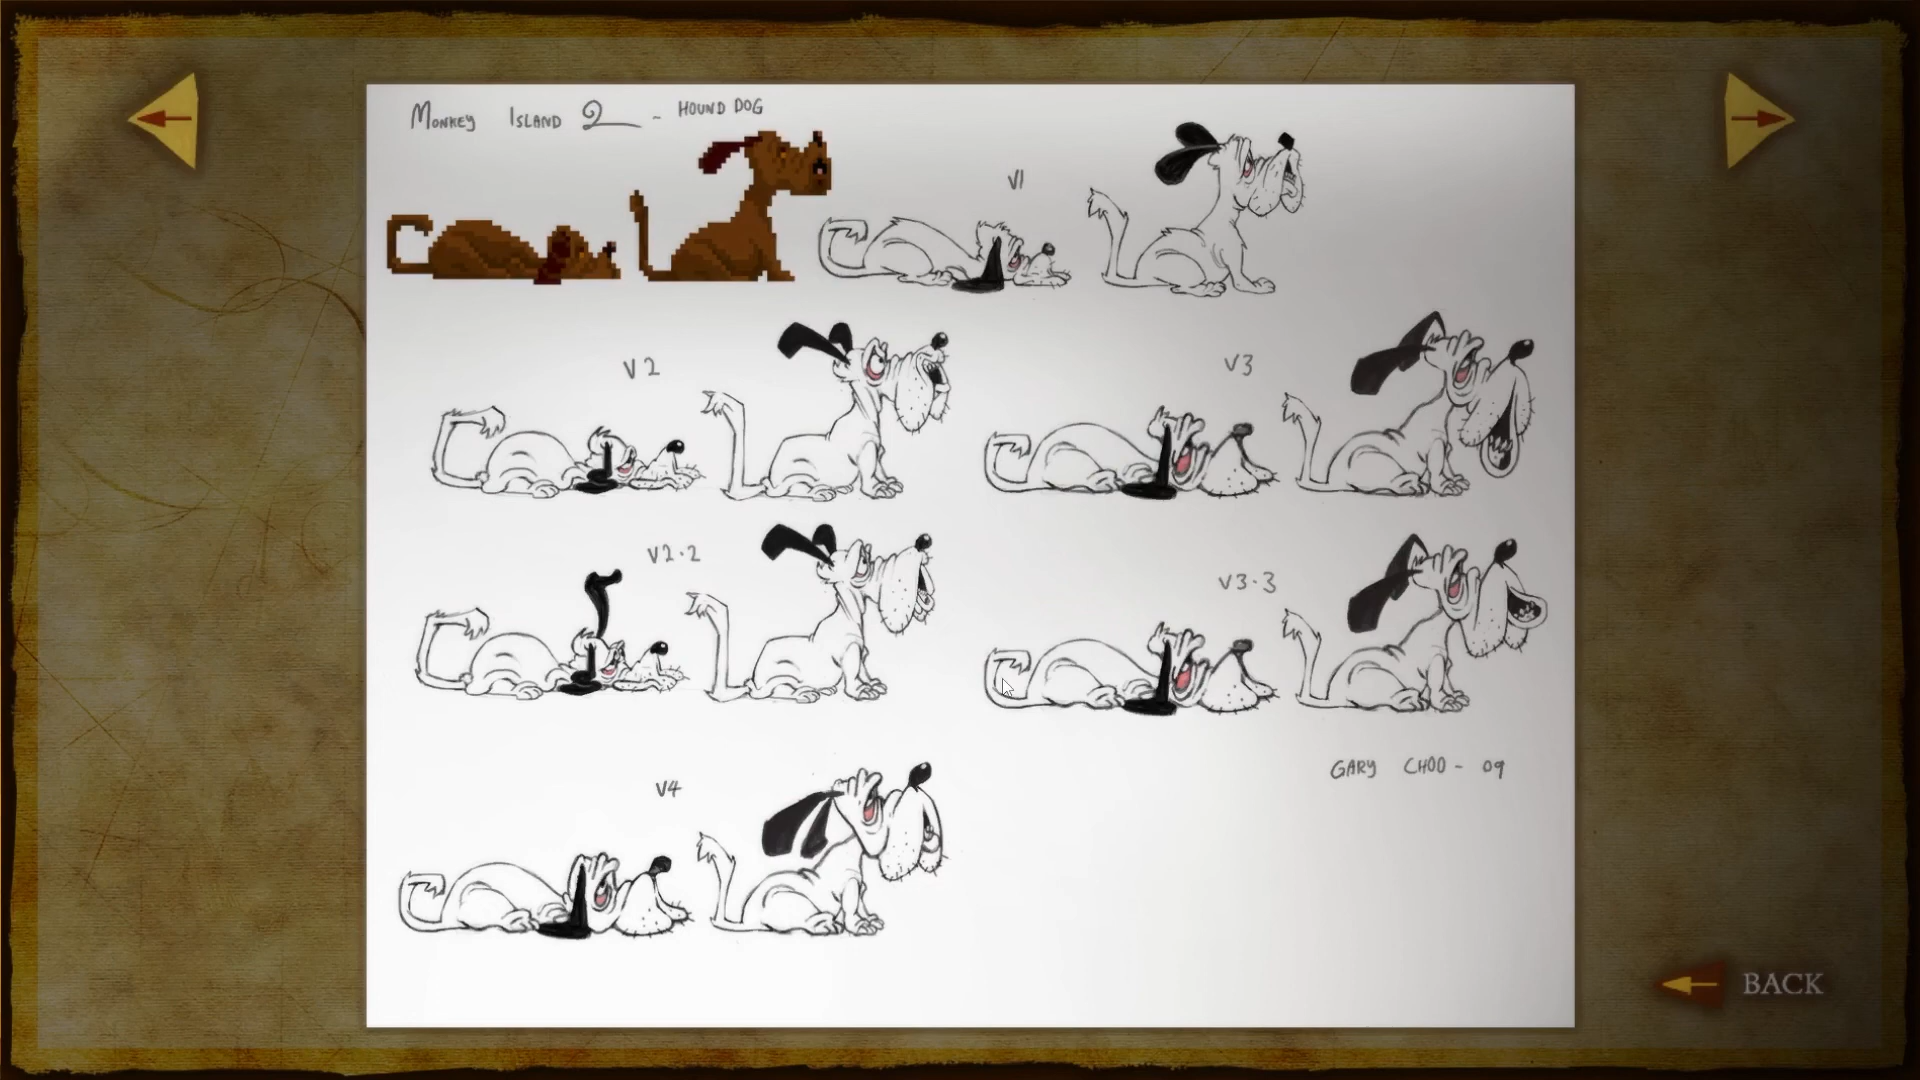 Monkey Island 2 - Hound Dog
V1
V2
V3
V2.2
V3.3
Gary Choo - 09
V4
BACK